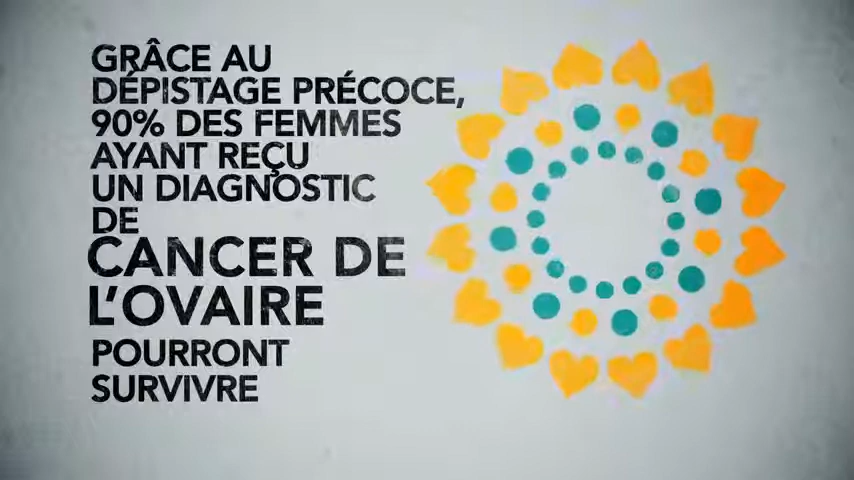 GRÂCE AU
DÉPISTAGE PRÉCOCE,
90% DES FEMMES
AYANT REÇU
UN DIAGNOSTIC
DE
CANCER DE
L'OVAIRE
POURRONT
SURVIVRE